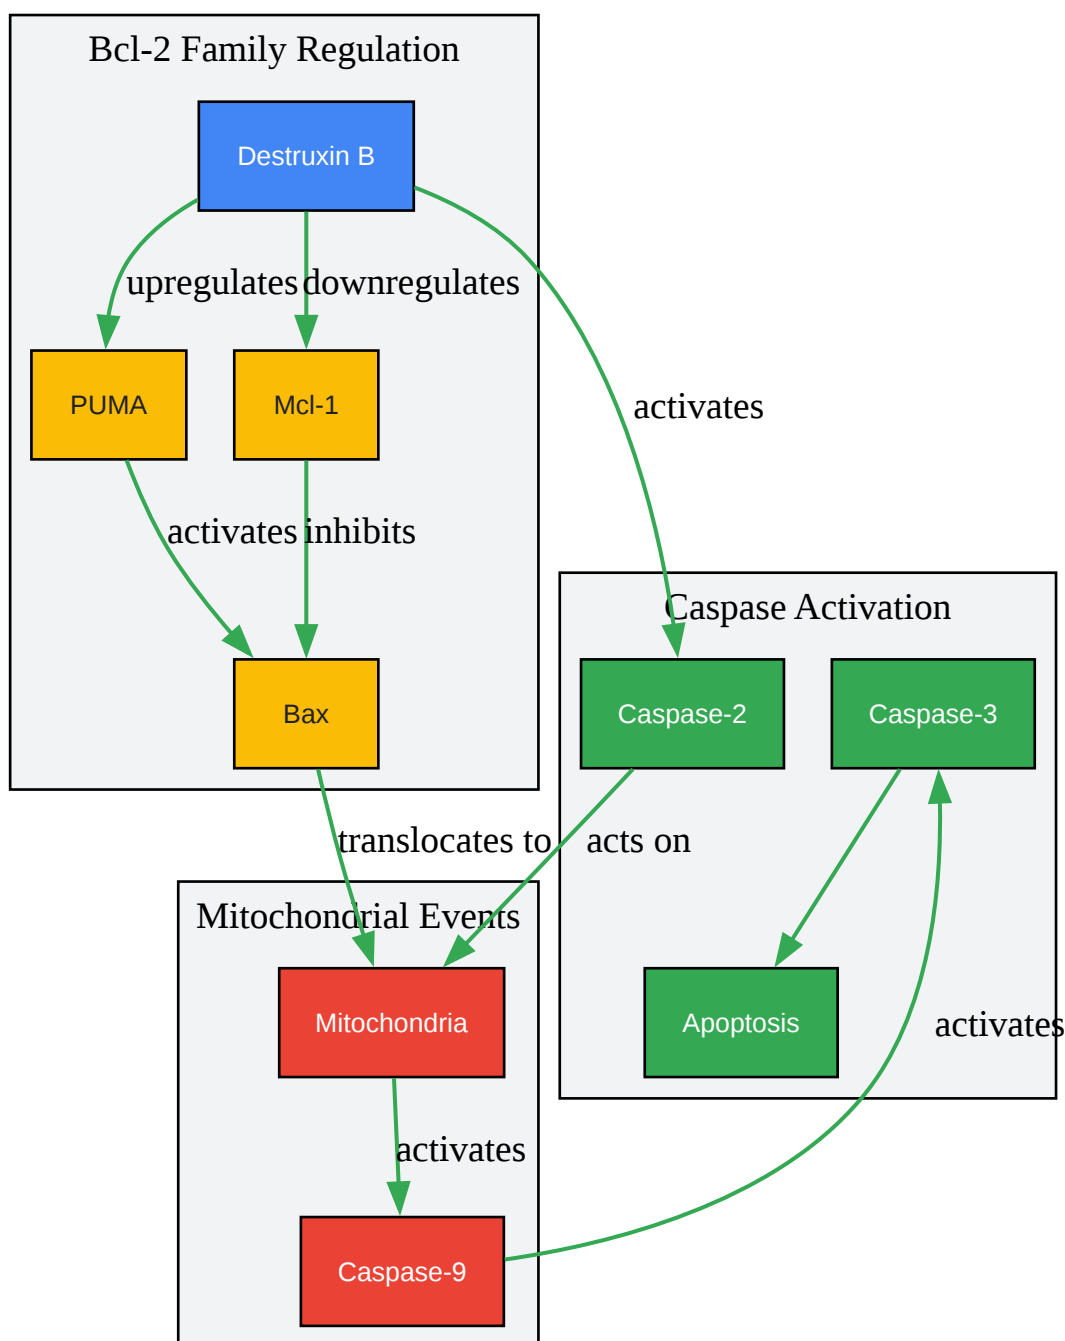 Bcl-2 Family Regulation
Destruxin B
upregulates
downregulates
PUMA
Mcl-1
activates
activates
inhibits
Caspase Activation
Bax
Caspase-2
Caspase-3
translocates to
acts on
Mitochondrial Events
Mitochondria
Apoptosis
activates
activates
Caspase-9